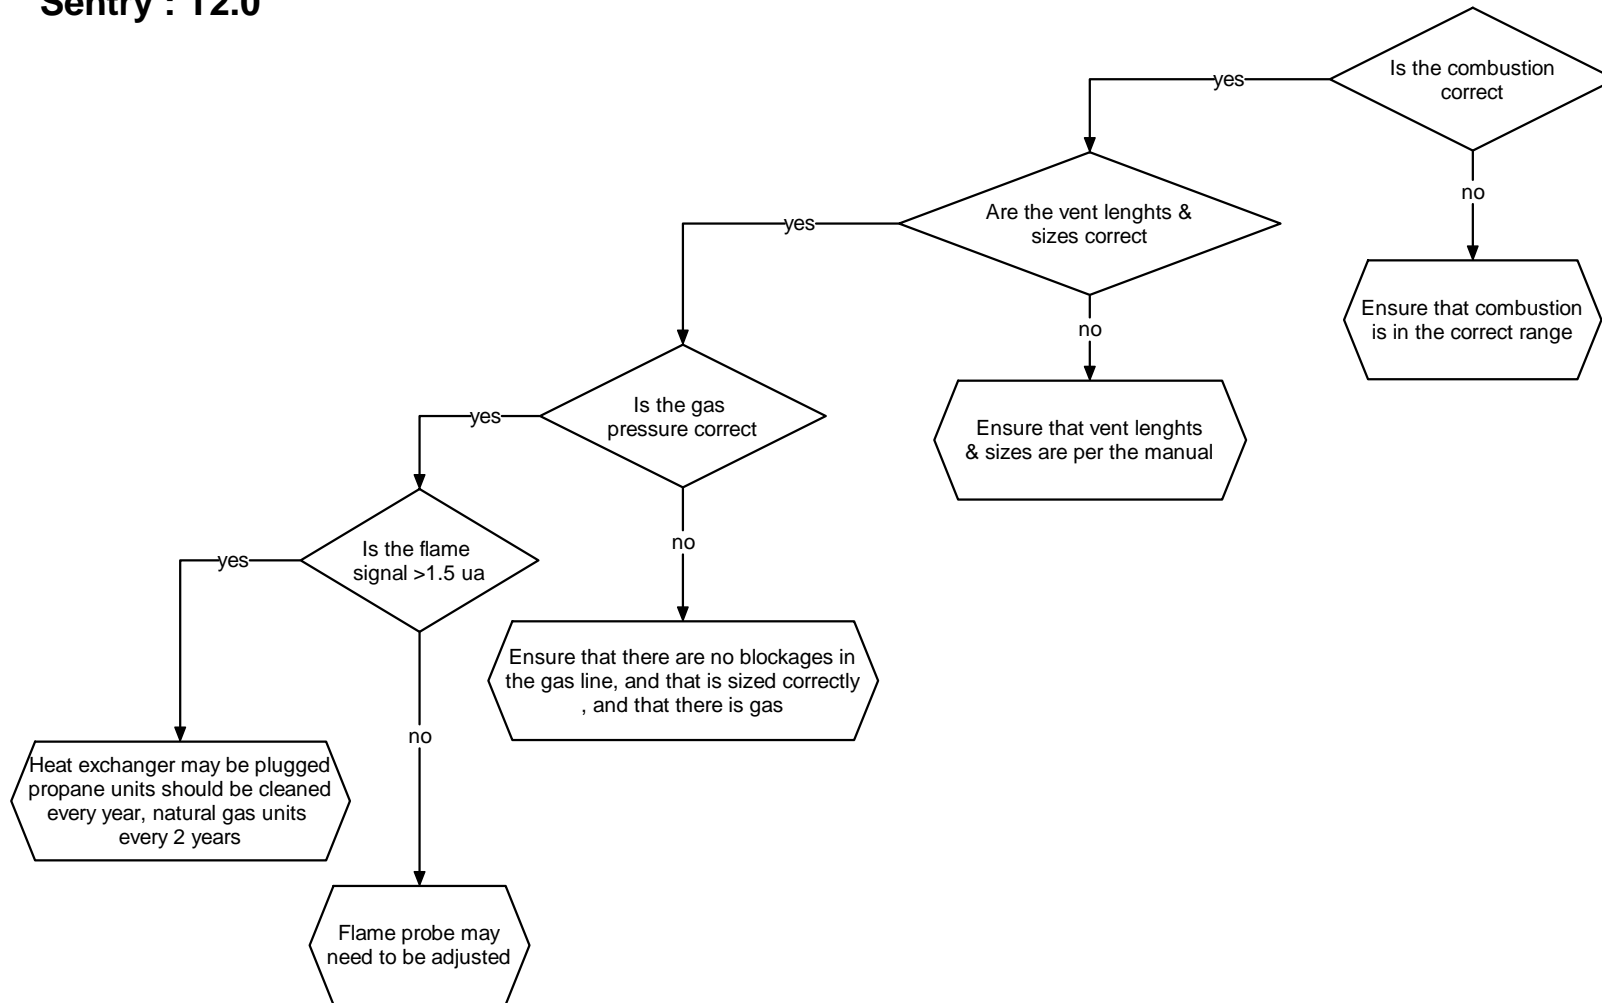 Sentry : T2.0
Is the combustion
correct
yes
no
Ensure that combustion
is in the correct range
Are the vent lenghts &
sizes correct
yes
no
Ensure that vent lenghts
& sizes are per the manual
Is the gas
pressure correct
yes
no
Ensure that there are no blockages in
the gas line, and that is sized correctly
, and that there is gas
Is the flame
signal >1.5 ua
yes
no
Heat exchanger may be plugged
propane units should be cleaned
every year, natural gas units
every 2 years
Flame probe may
need to be adjusted